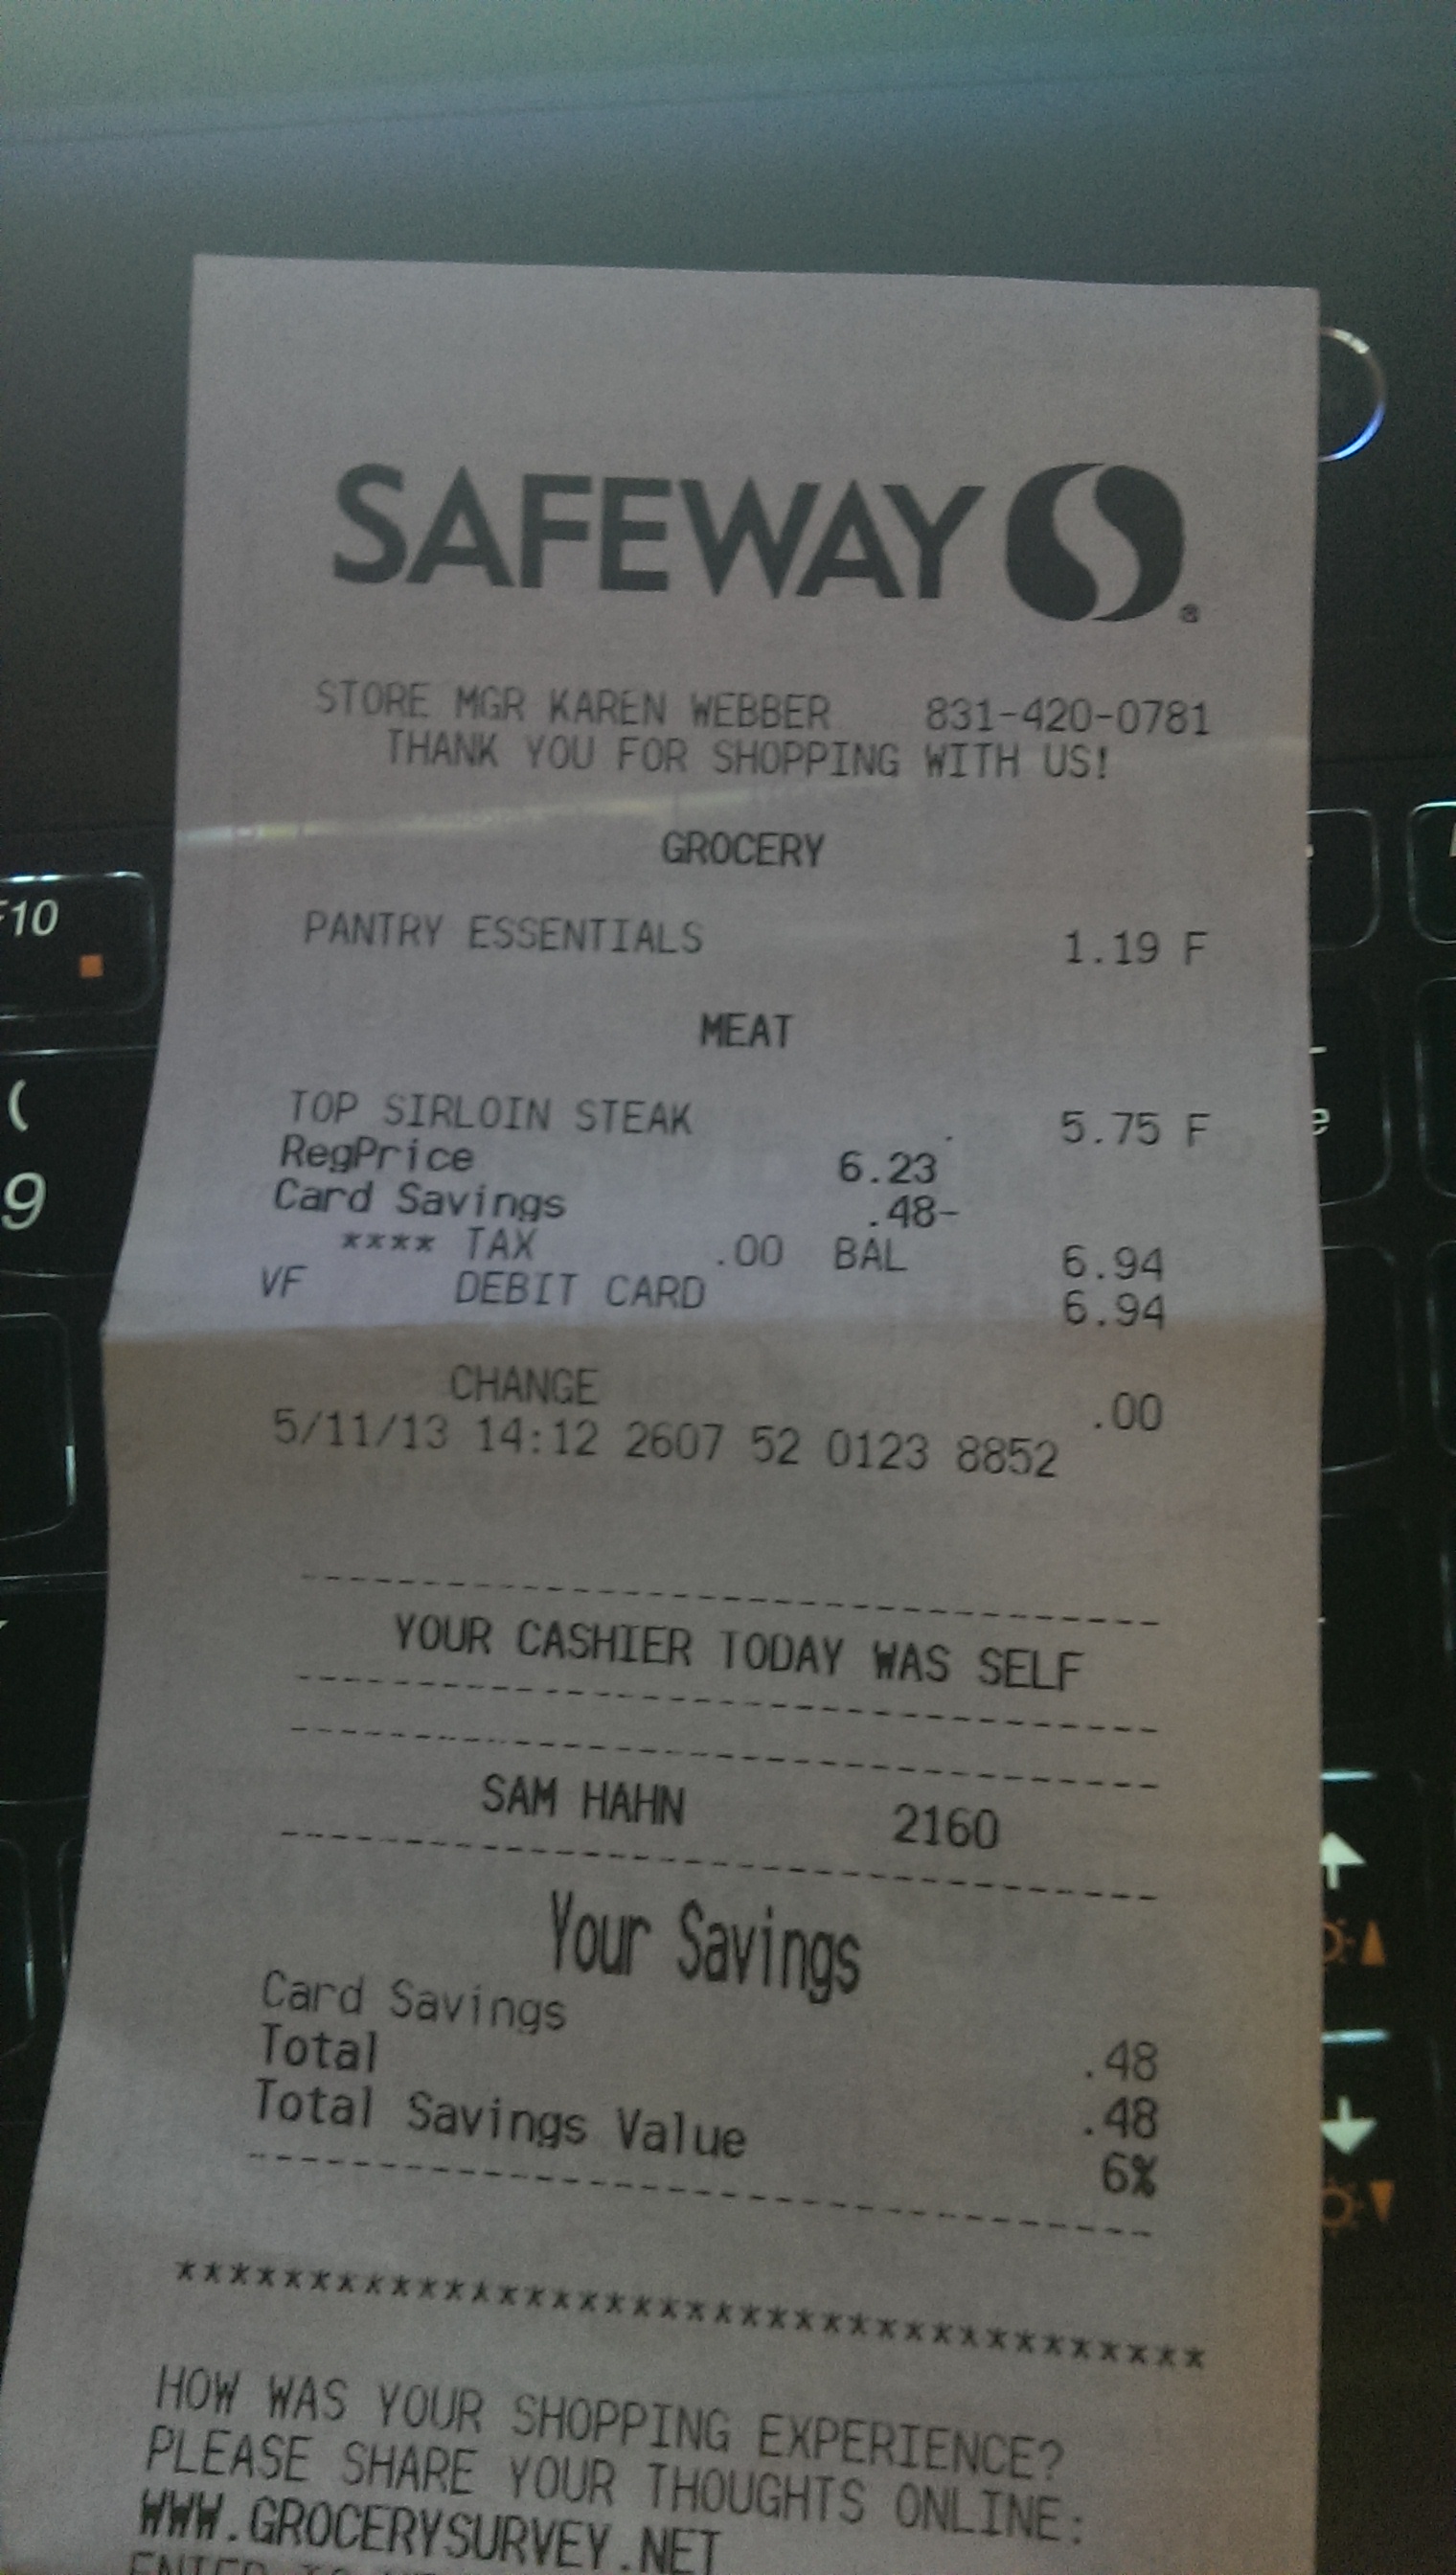 SAFEWAY ®
STORE MGR KAREN WEBBER 831-420-0781
THANK YOU FOR SHOPPING WITH US!
GROCERY
PANTRY ESSENTIALS 1.19 F
MEAT
TOP SIRLOIN STEAK 5.75 F
RegPrice 6.23
Card Savings .48-
**** TAX .00 BAL 6.94
VF DEBIT CARD 6.94
CHANGE .00
5/11/13 14:12 2607 52 0123 8852
YOUR CASHIER TODAY WAS SELF
SAM HAHN 2160
Your Savings
Card Savings .48
Total .48
Total Savings Value 6%
************************************
HOW WAS YOUR SHOPPING EXPERIENCE?
PLEASE SHARE YOUR THOUGHTS ONLINE:
WWW.GROCERYSURVEY.NET
F10
(
9